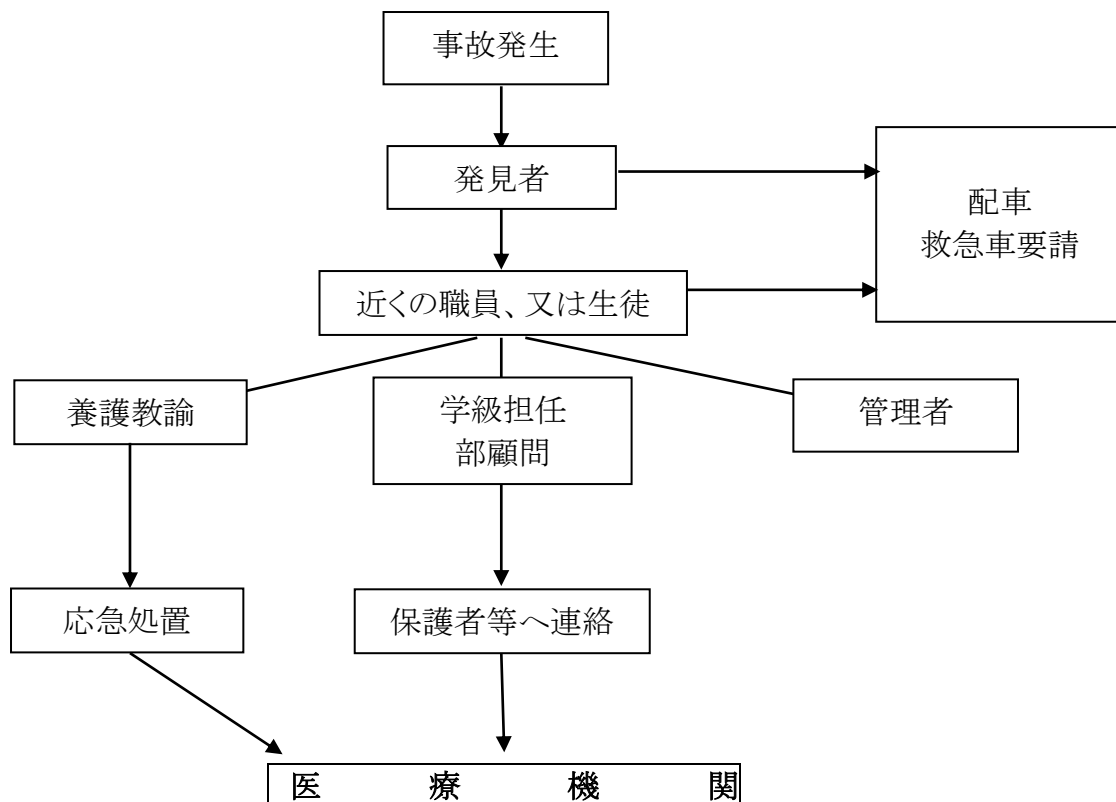 事故発生
発見者
配車
救急車要請
近くの職員、又は生徒
養護教諭
学級担任
部顧問
管理者
応急処置
保護者等へ連絡
医 療 機 関